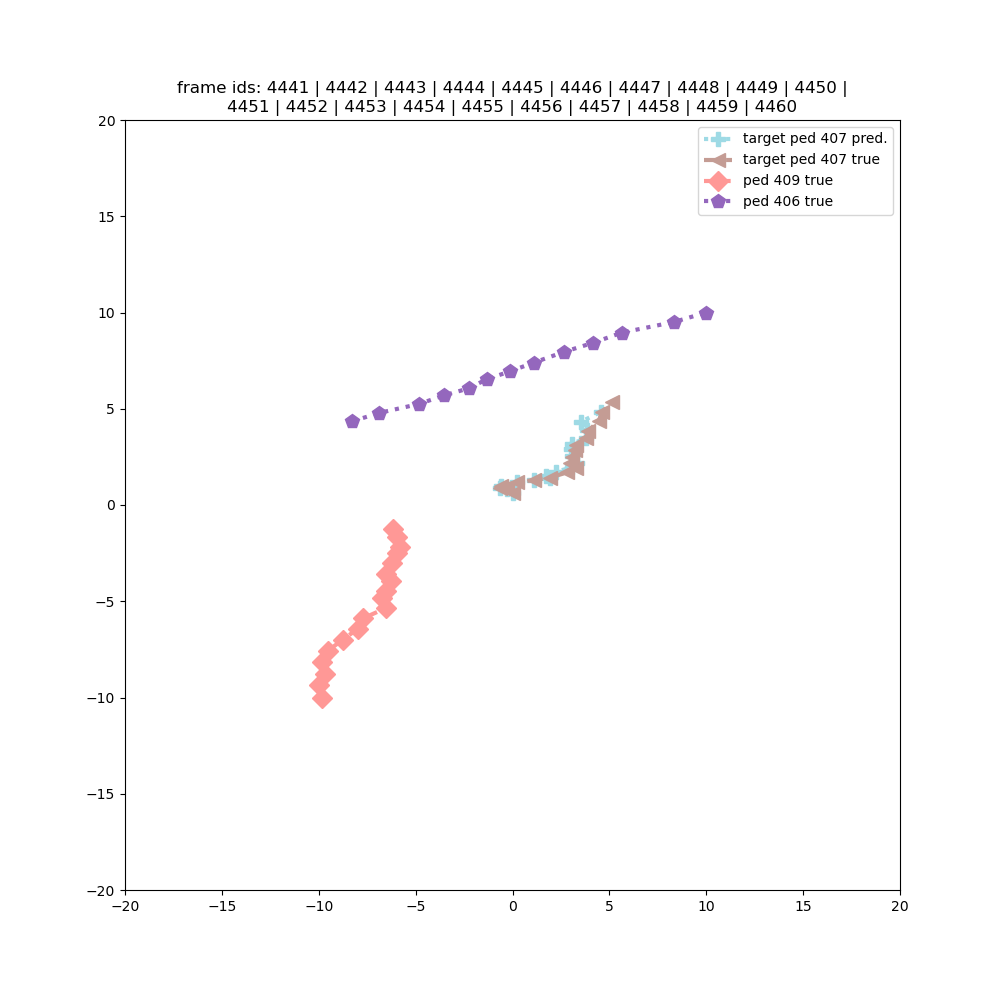 frame ids: 4441 | 4442 | 4443 | 4444 | 4445 | 4446 | 4447 | 4448 | 4449 | 4450 |
4451 | 4452 | 4453 | 4454 | 4455 | 4456 | 4457 | 4458 | 4459 | 4460
target ped 407 pred.
target ped 407 true
ped 409 true
ped 406 true
20
15
10
5
0
−5
−10
−15
−20
−20 −15 −10 −5 0 5 10 15 20